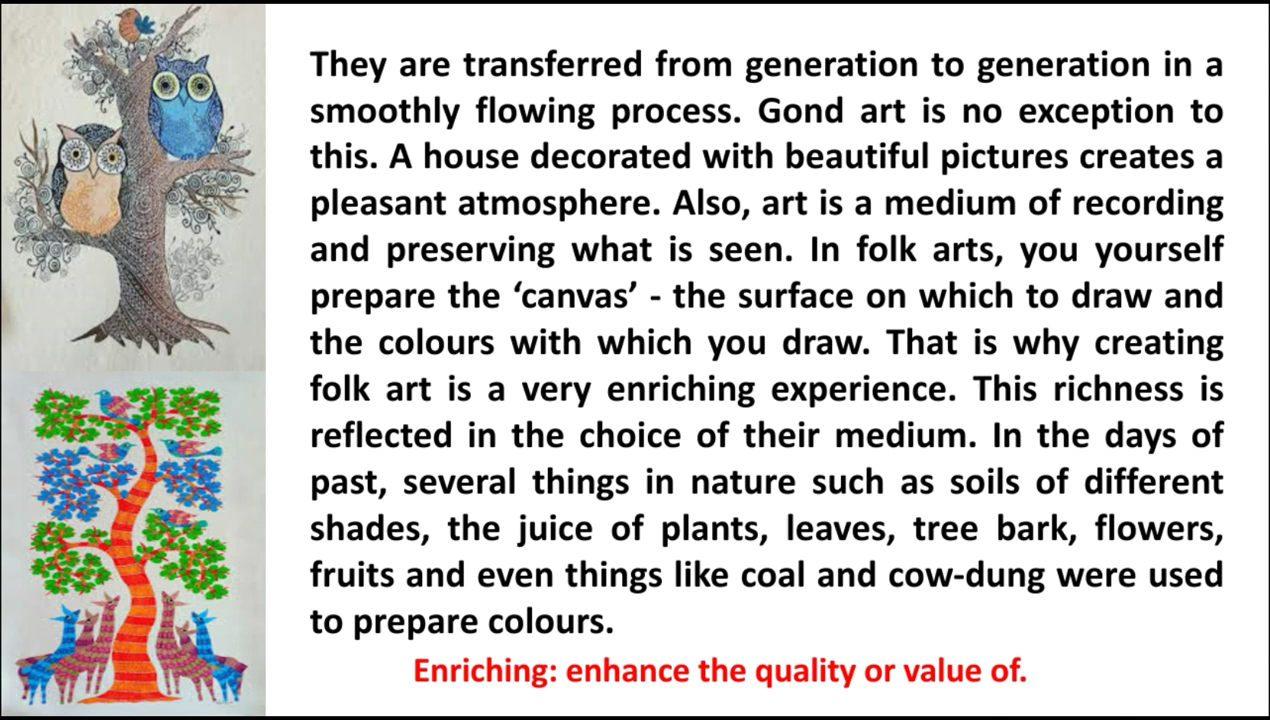 They are transferred from generation to generation in a
smoothly flowing process. Gond art is no exception to
this. A house decorated with beautiful pictures creates a
pleasant atmosphere. Also, art is a medium of recording
and preserving what is seen. In folk arts, you yourself
prepare the ‘canvas’ - the surface on which to draw and
the colours with which you draw. That is why creating
folk art is a very enriching experience. This richness is
reflected in the choice of their medium. In the days of
past, several things in nature such as soils of different
shades, the juice of plants, leaves, tree bark, flowers,
fruits and even things like coal and cow-dung were used
to prepare colours.
Enriching: enhance the quality or value of.